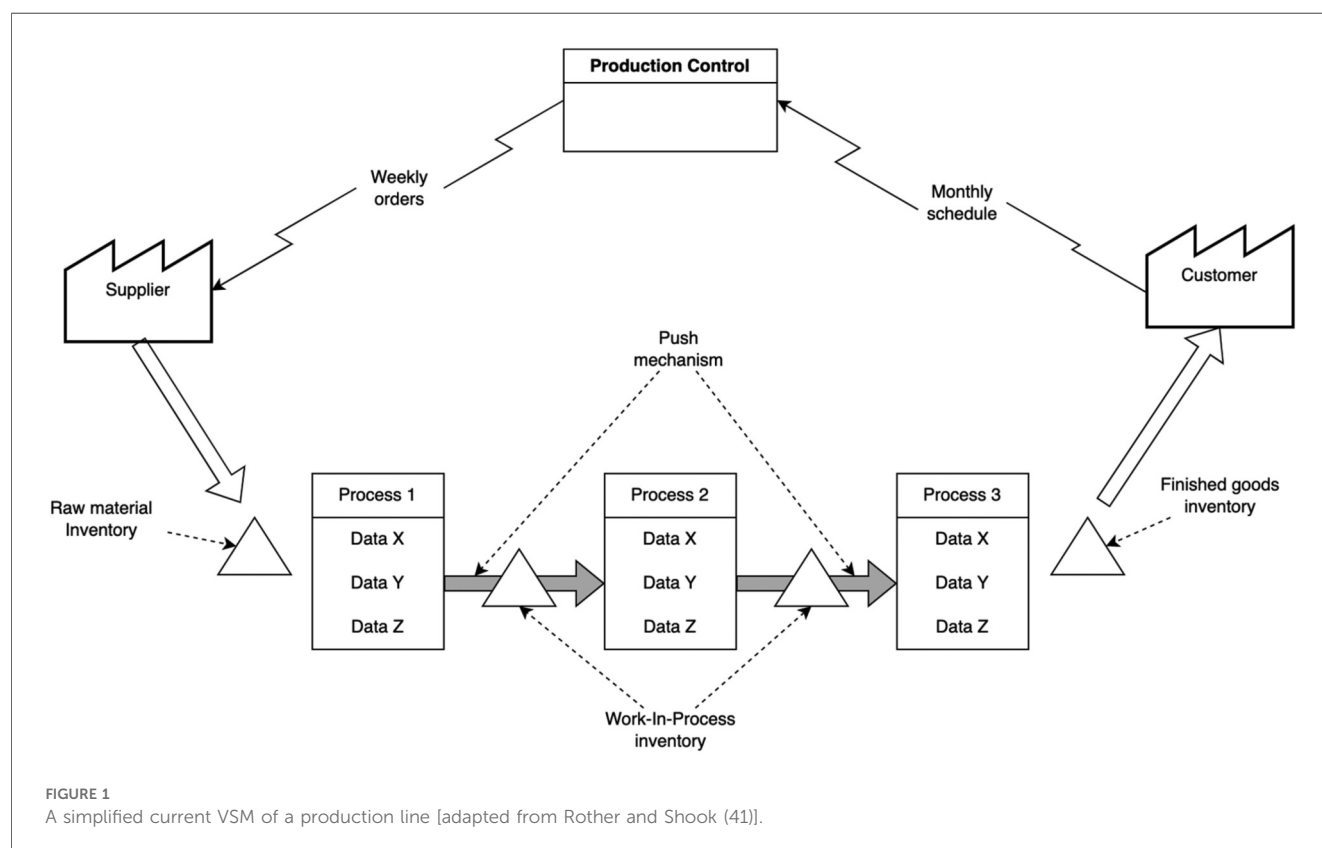 Production Control
Weekly
orders
Monthly
schedule
Supplier
Customer
Push
mechanism
Raw material
Inventory
Process 1
Data X
Data Y
Data Z
Process 2
Data X
Data Y
Data Z
Process 3
Data X
Data Y
Data Z
Finished goods
inventory
Work-In-Process
inventory
FIGURE 1
A simplified current VSM of a production line [adapted from Rother and Shook (41)].